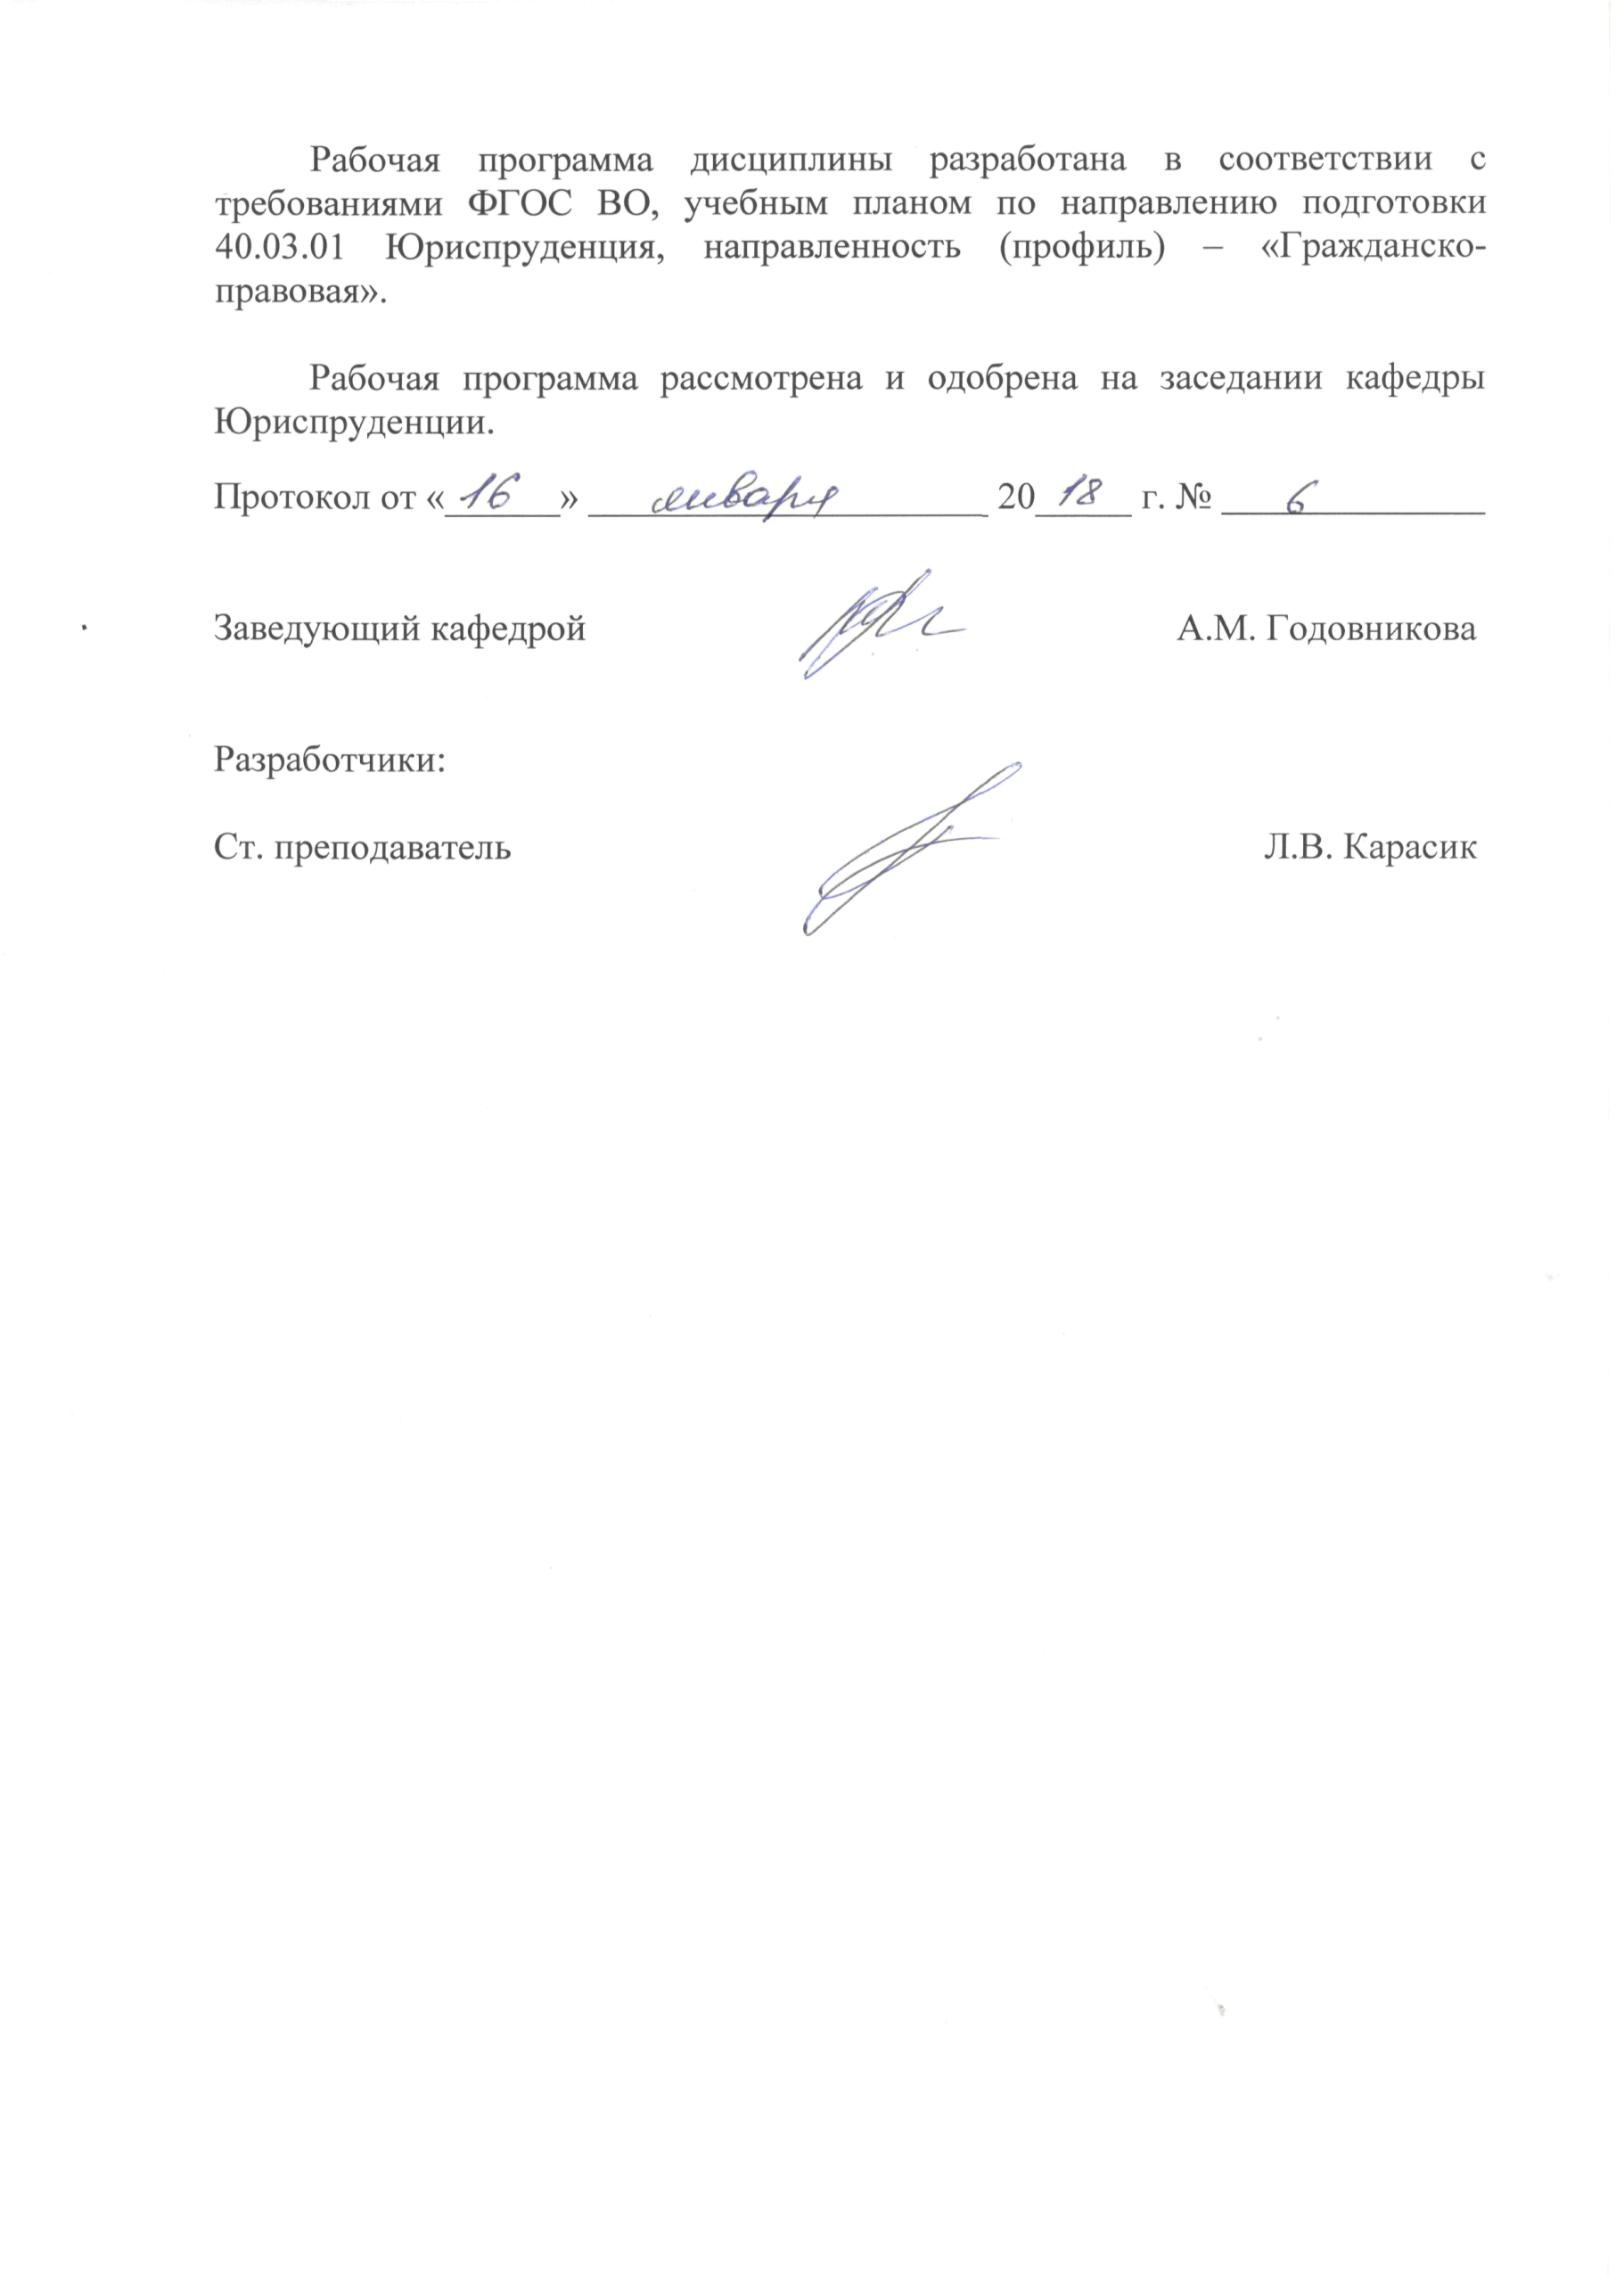 Рабочая программа дисциплины разработана в соответствии с
требованиями ФГОС ВО, учебным планом по направлению подготовки
40.03.01 Юриспруденция, направленность (профиль) – «Гражданско-
правовая».
Рабочая программа рассмотрена и одобрена на заседании кафедры
Юриспруденции.
Протокол от «16» января 2018 г. № 6
Заведующий кафедрой А.М. Годовникова
Разработчики:
Ст. преподаватель Л.В. Карасик